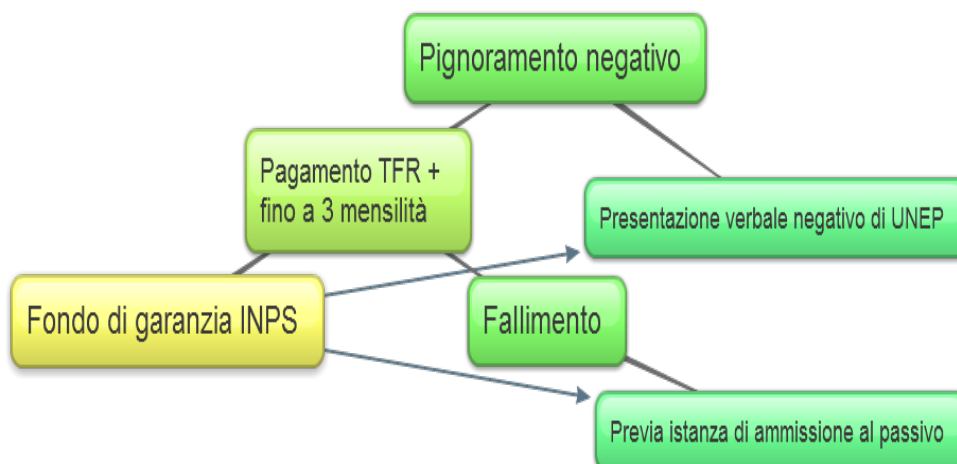 Pignoramento negativo
Pagamento TFR +
fino a 3 mensilità
Presentazione verbale negativo di UNEP
Fondo di garanzia INPS
Fallimento
Previa istanza di ammissione al passivo